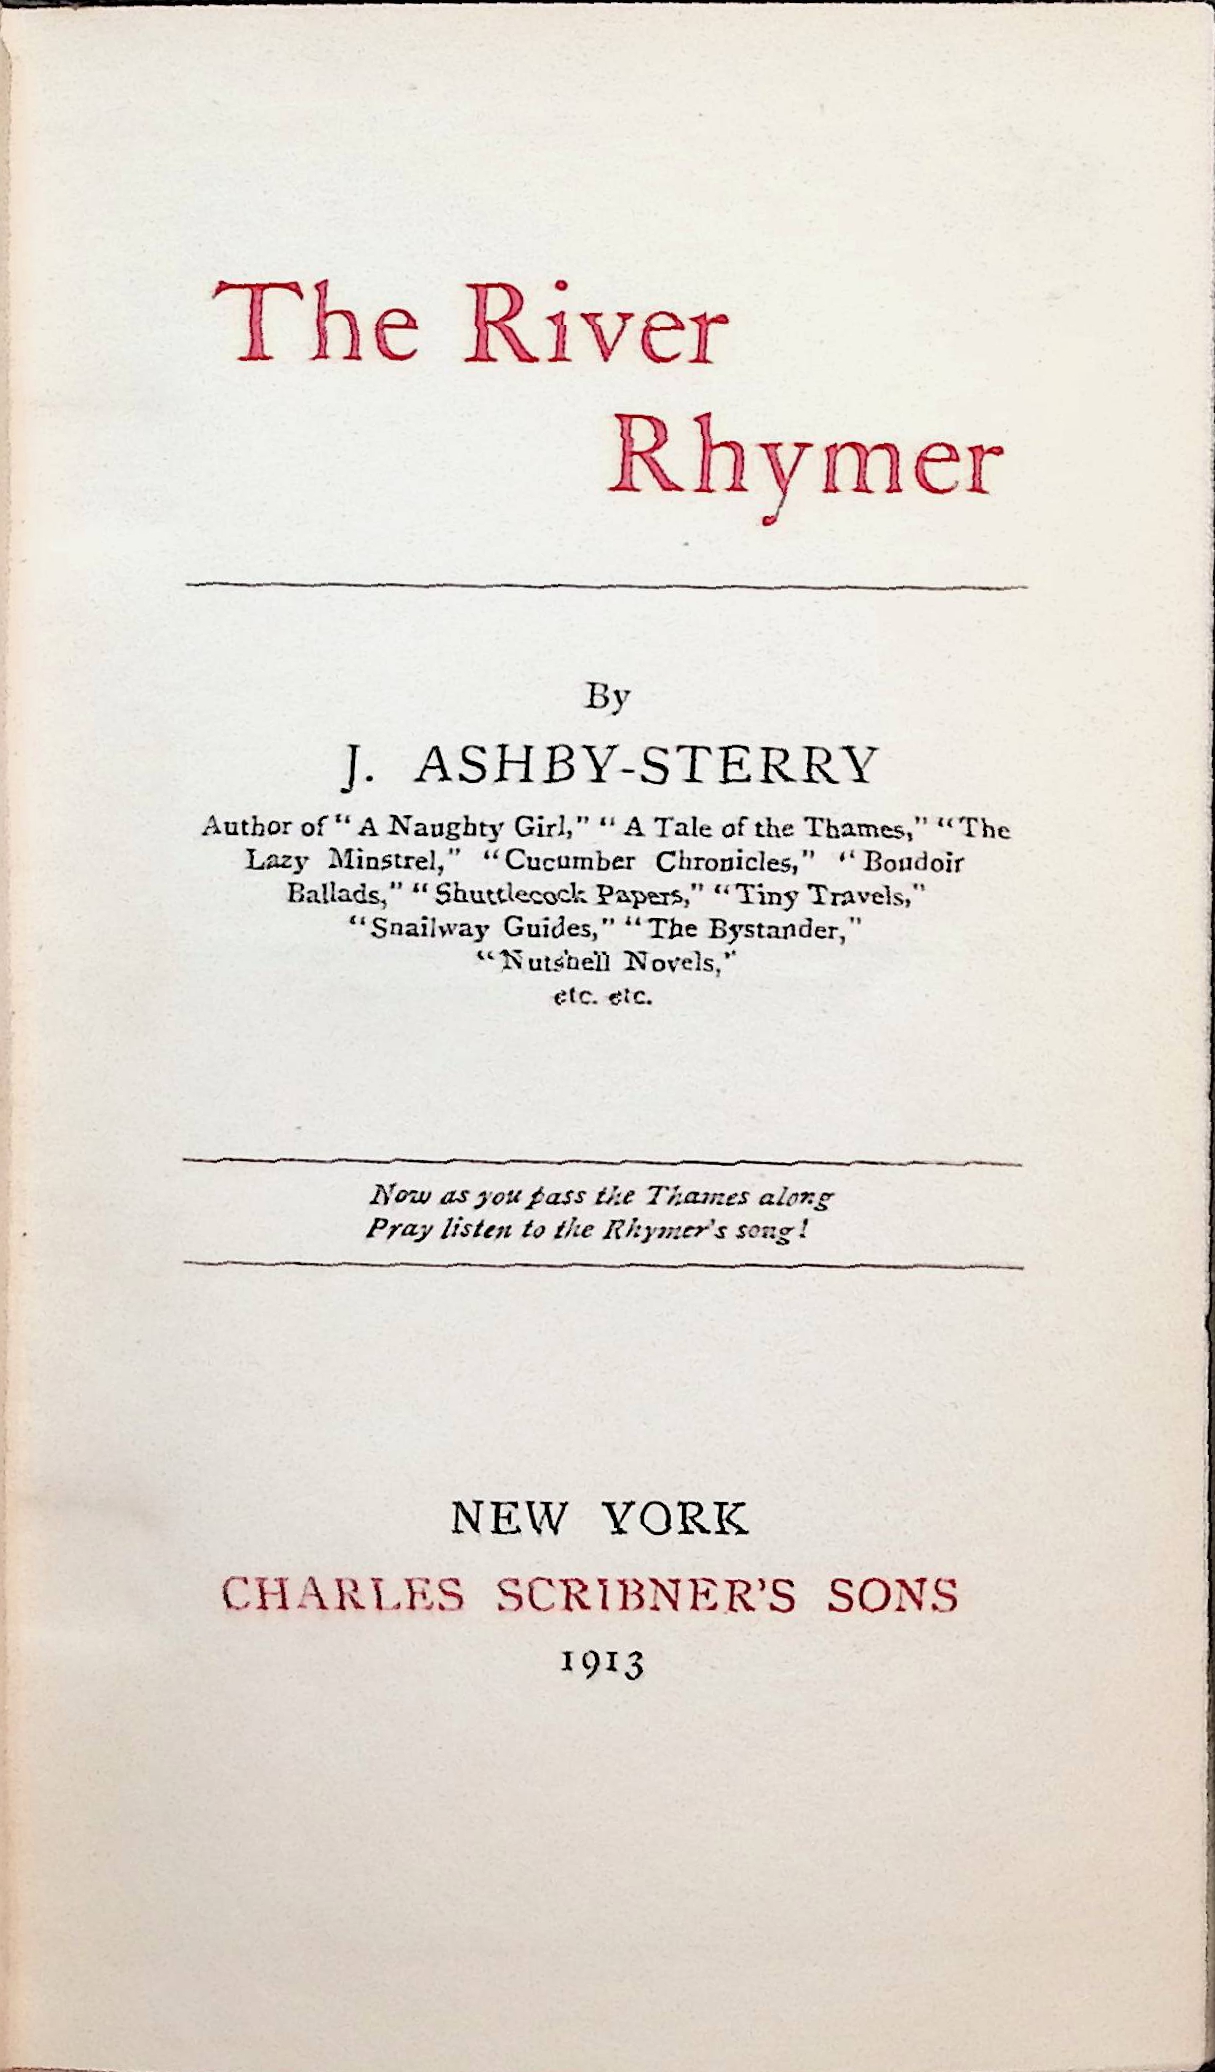 The River
Rhymer
By
J. ASHBY-STERRY
Author of "A Naughty Girl," "A Tale of the Thames," "The
Lazy Minstrel," "Cucumber Chronicles," "Boudoir
Ballads," "Shuttlecock Papers," "Tiny Travels,"
"Snailway Guides," "The Bystander,"
"Nutshell Novels,"
etc. etc.
Now as you pass the Thames along
Pray listen to the Rhymer's song!
NEW YORK
CHARLES SCRIBNER'S SONS
1913